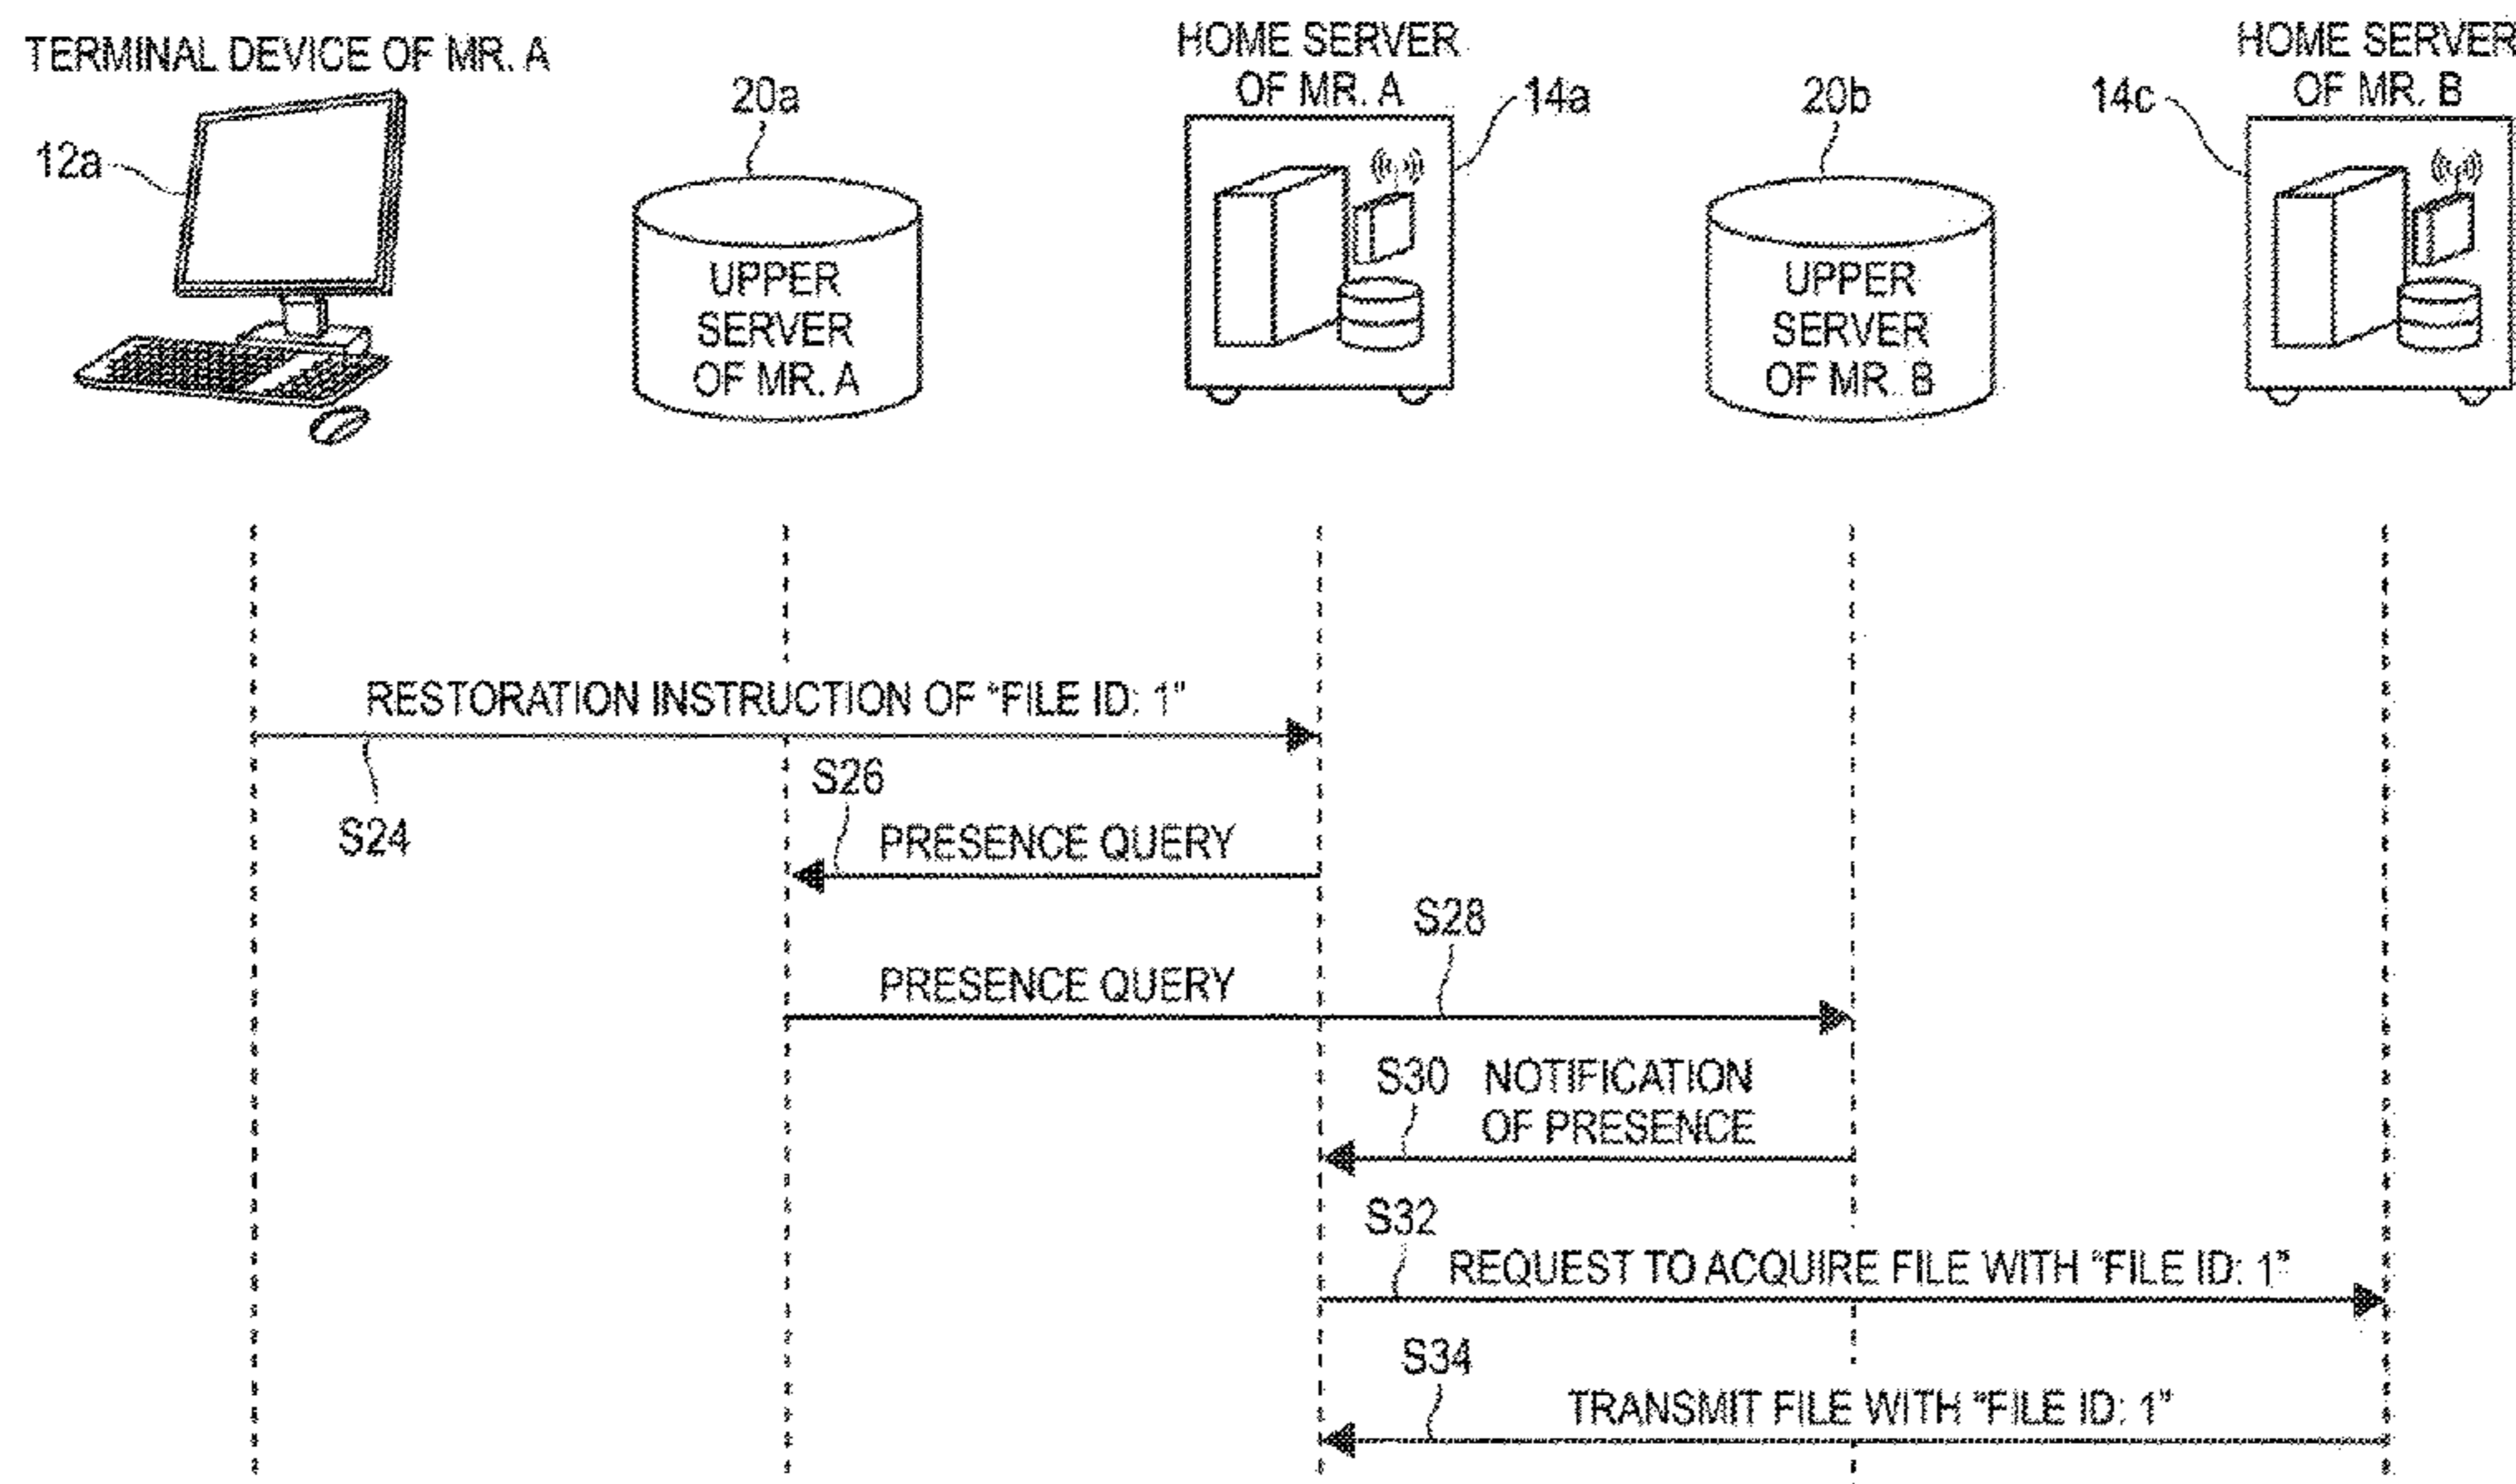 TERMINAL DEVICE OF MR. A
12a
20a
UPPER
SERVER
OF MR. A
HOME SERVER
OF MR. A
14a
20b
UPPER
SERVER
OF MR. B
HOME SERVER
OF MR. B
14c
RESTORATION INSTRUCTION OF "FILE ID: 1"
S24
S26
PRESENCE QUERY
S28
PRESENCE QUERY
S30 NOTIFICATION
OF PRESENCE
S32
REQUEST TO ACQUIRE FILE WITH "FILE ID: 1"
S34
TRANSMIT FILE WITH "FILE ID: 1"